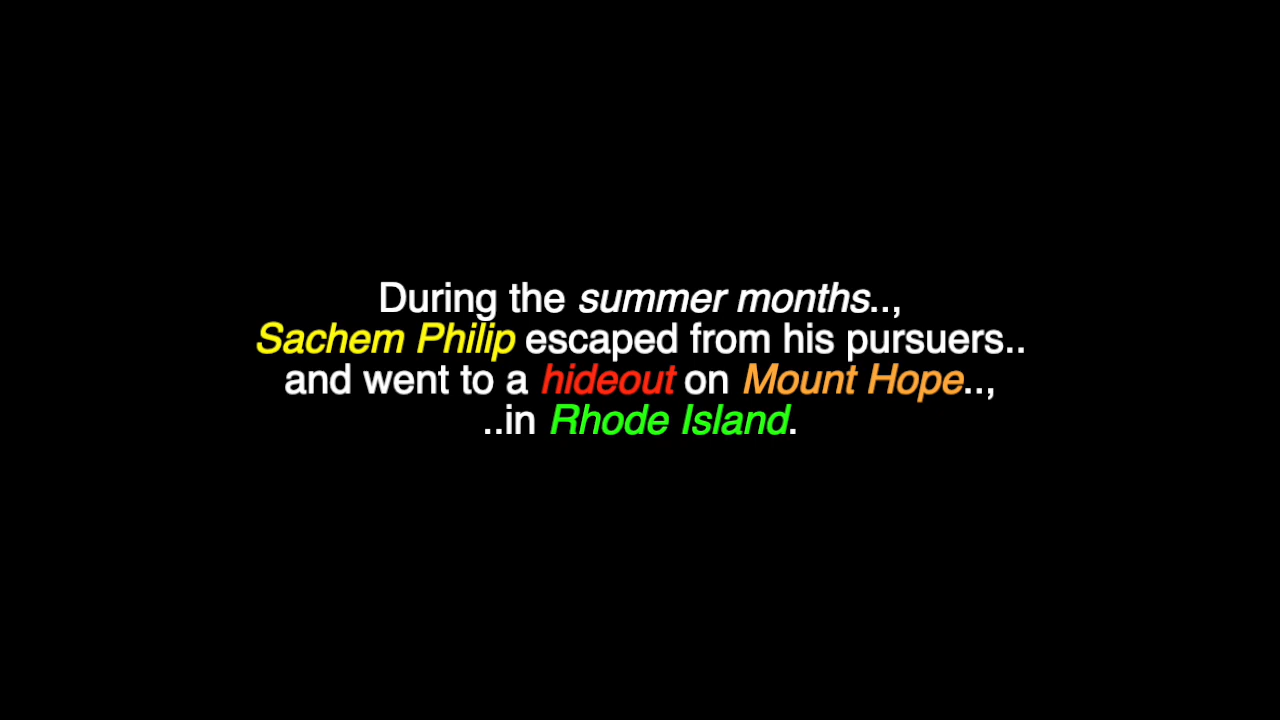 During the summer months..,
Sachem Philip escaped from his pursuers..
and went to a hideout on Mount Hope..,
..in Rhode Island.